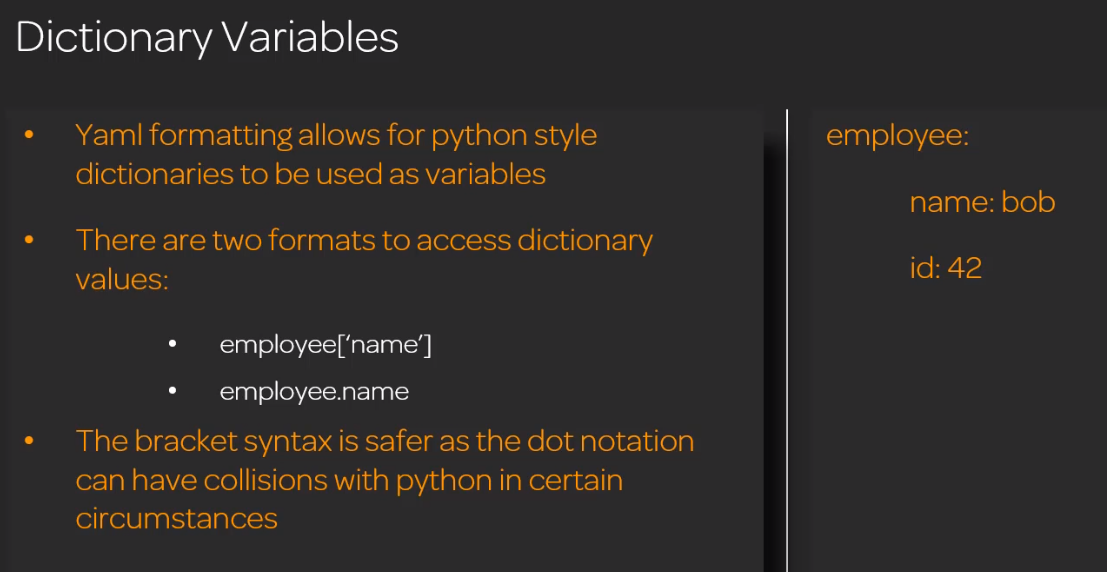 Dictionary Variables
• Yaml formatting allows for python style
dictionaries to be used as variables
• There are two formats to access dictionary
values:
• employee[‘name’]
• employee.name
• The bracket syntax is safer as the dot notation
can have collisions with python in certain
circumstances
employee:
name: bob
id: 42